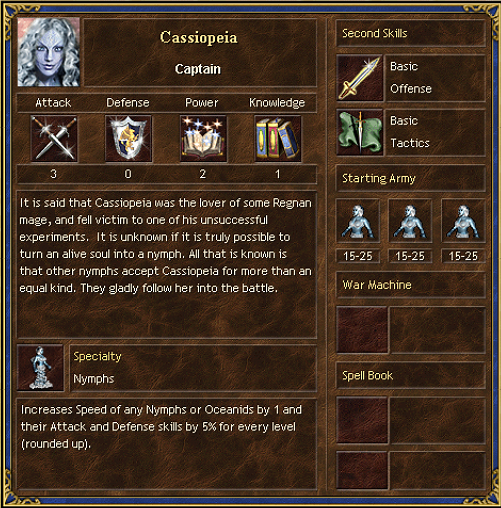 Cassiopeia
Captain
Attack Defense Power Knowledge
3 0 2 1
It is said that Cassiopeia was the lover of some Regnan
mage, and fell victim to one of his unsuccessful
experiments. It is unknown if it is truly possible to
turn an alive soul into a nymph. All that is known is
that other nymphs accept Cassiopeia for more than an
equal kind. They gladly follow her into the battle.
Specialty
Nymphs
Increases Speed of any Nymphs or Oceanids by 1 and
their Attack and Defense skills by 5% for every level
(rounded up).
Second Skills
Basic
Offense
Basic
Tactics
Starting Army
15-25 15-25 15-25
War Machine
Spell Book